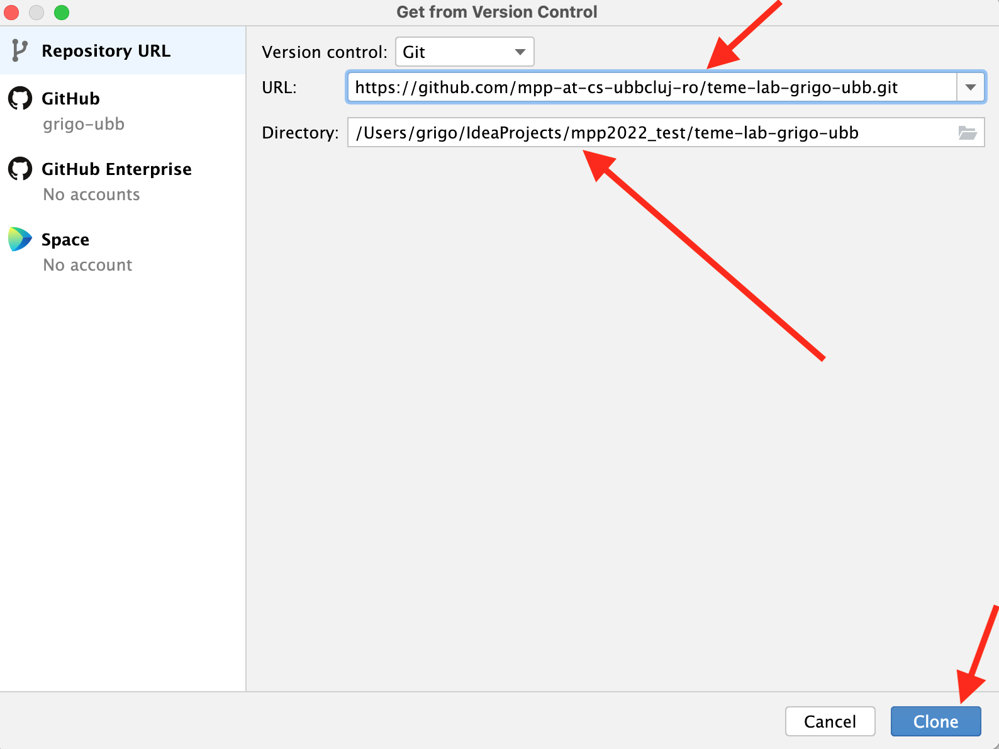 Get from Version Control
Repository URL
GitHub
grigo-ubb
GitHub Enterprise
No accounts
Space
No account
Version control: Git
URL: https://github.com/mpp-at-cs-ubbcluj-ro/teme-lab-grigo-ubb.git
Directory: /Users/grigo/IdeaProjects/mpp2022_test/teme-lab-grigo-ubb
Cancel Clone